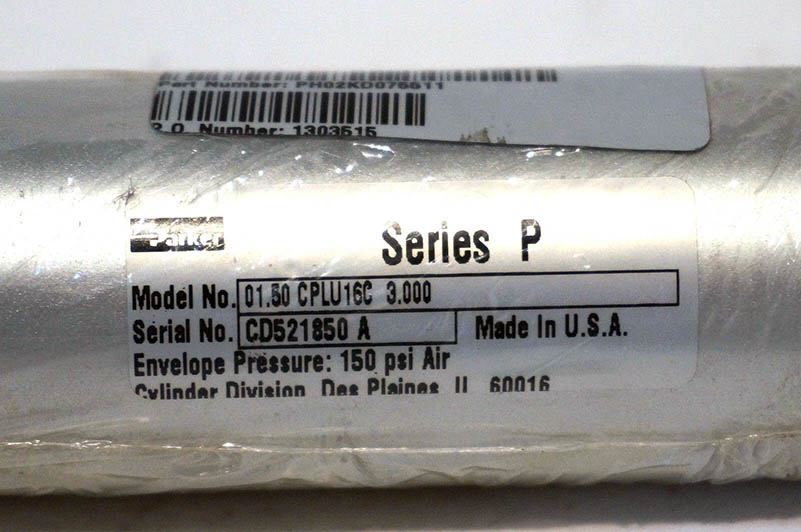 Part Number: PH02KD075611
P.O. Number: 1303515
Parker
Series P
Model No. 01.50 CPLU16C 3.000
Serial No. CD521850 A Made In U.S.A.
Envelope Pressure: 150 psi Air
Cylinder Division Des Plaines IL 60016